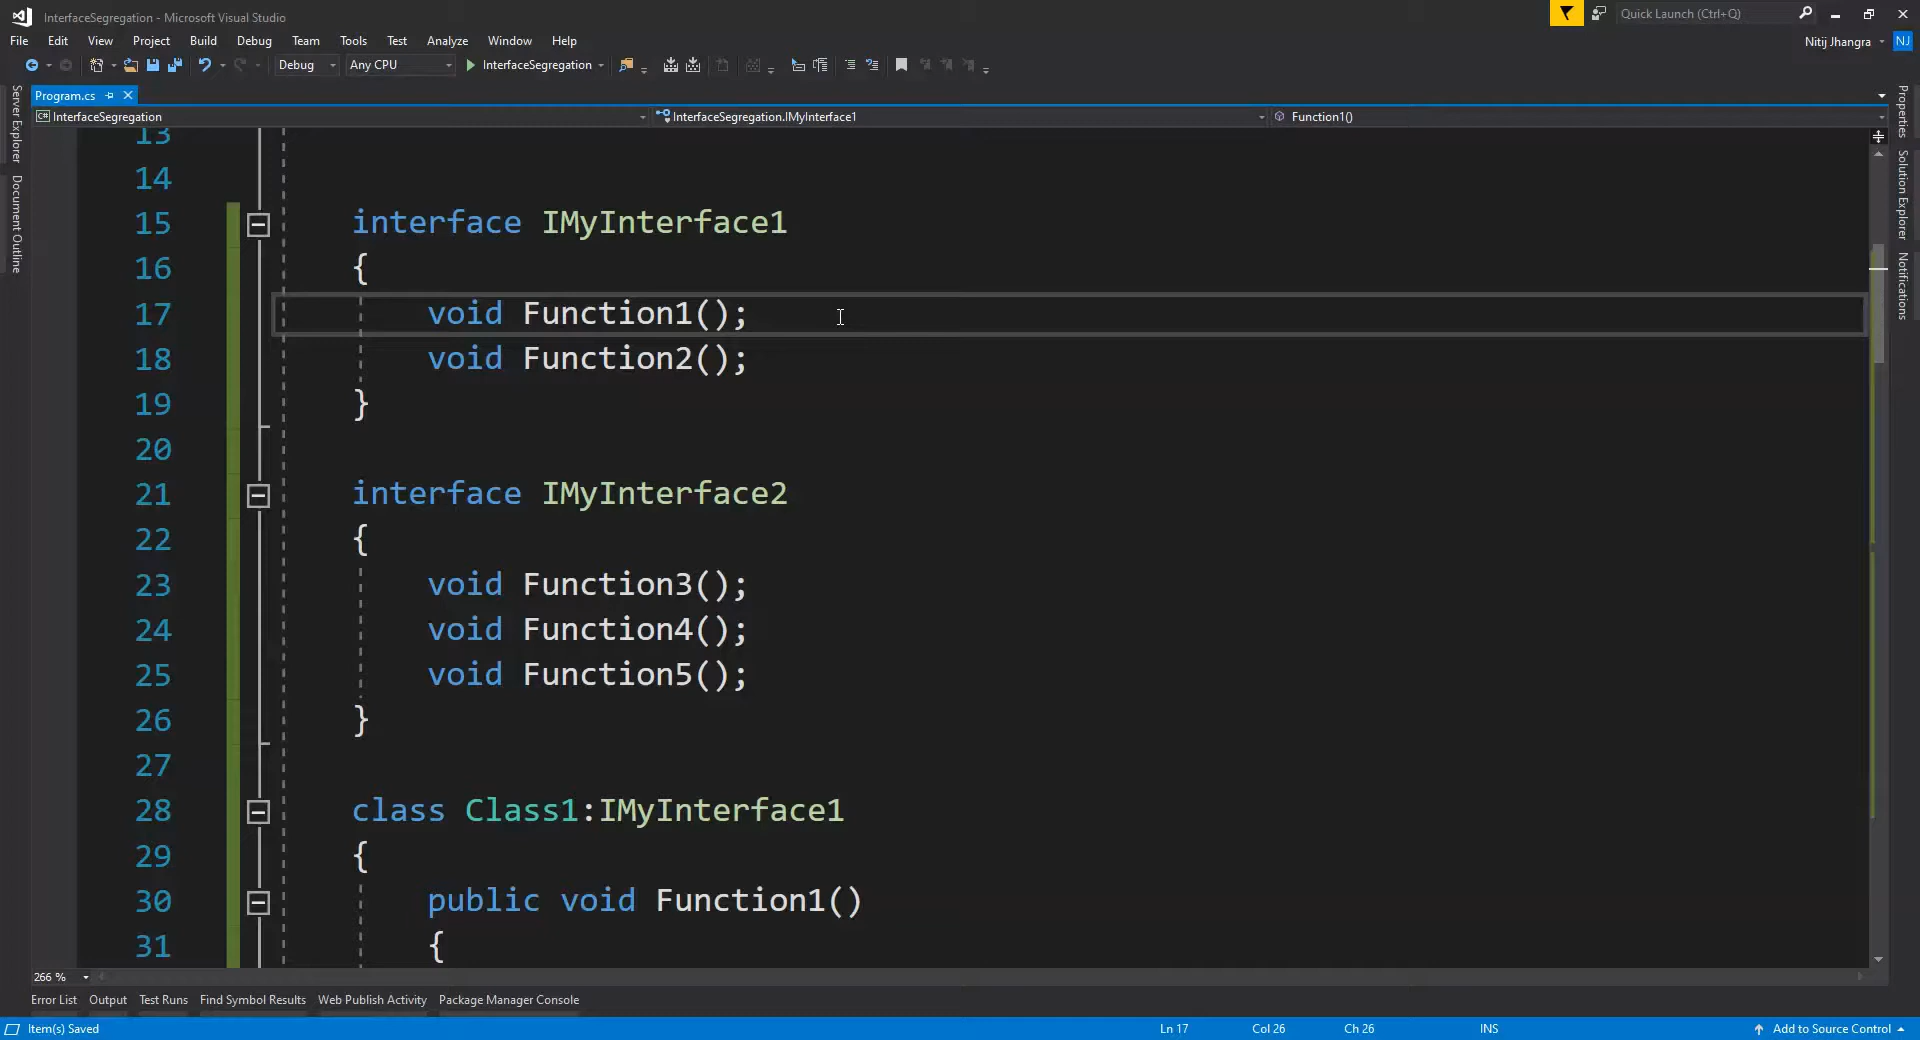 InterfaceSegregation - Microsoft Visual Studio
Quick Launch (Ctrl+Q)
File Edit View Project Build Debug Team Tools Test Analyze Window Help
Nitij Jhangra NJ
Debug Any CPU InterfaceSegregation
Program.cs
C# InterfaceSegregation InterfaceSegregation.IMyInterface1 Function1()
Server Explorer
Document Outline
Properties
Solution Explorer
Notifications
13
14
15 interface IMyInterface1
16 {
17 void Function1();
18 void Function2();
19 }
20
21 interface IMyInterface2
22 {
23 void Function3();
24 void Function4();
25 void Function5();
26 }
27
28 class Class1:IMyInterface1
29 {
30 public void Function1()
31 {
266 %
Error List Output Test Runs Find Symbol Results Web Publish Activity Package Manager Console
Item(s) Saved Ln 17 Col 26 Ch 26 INS Add to Source Control